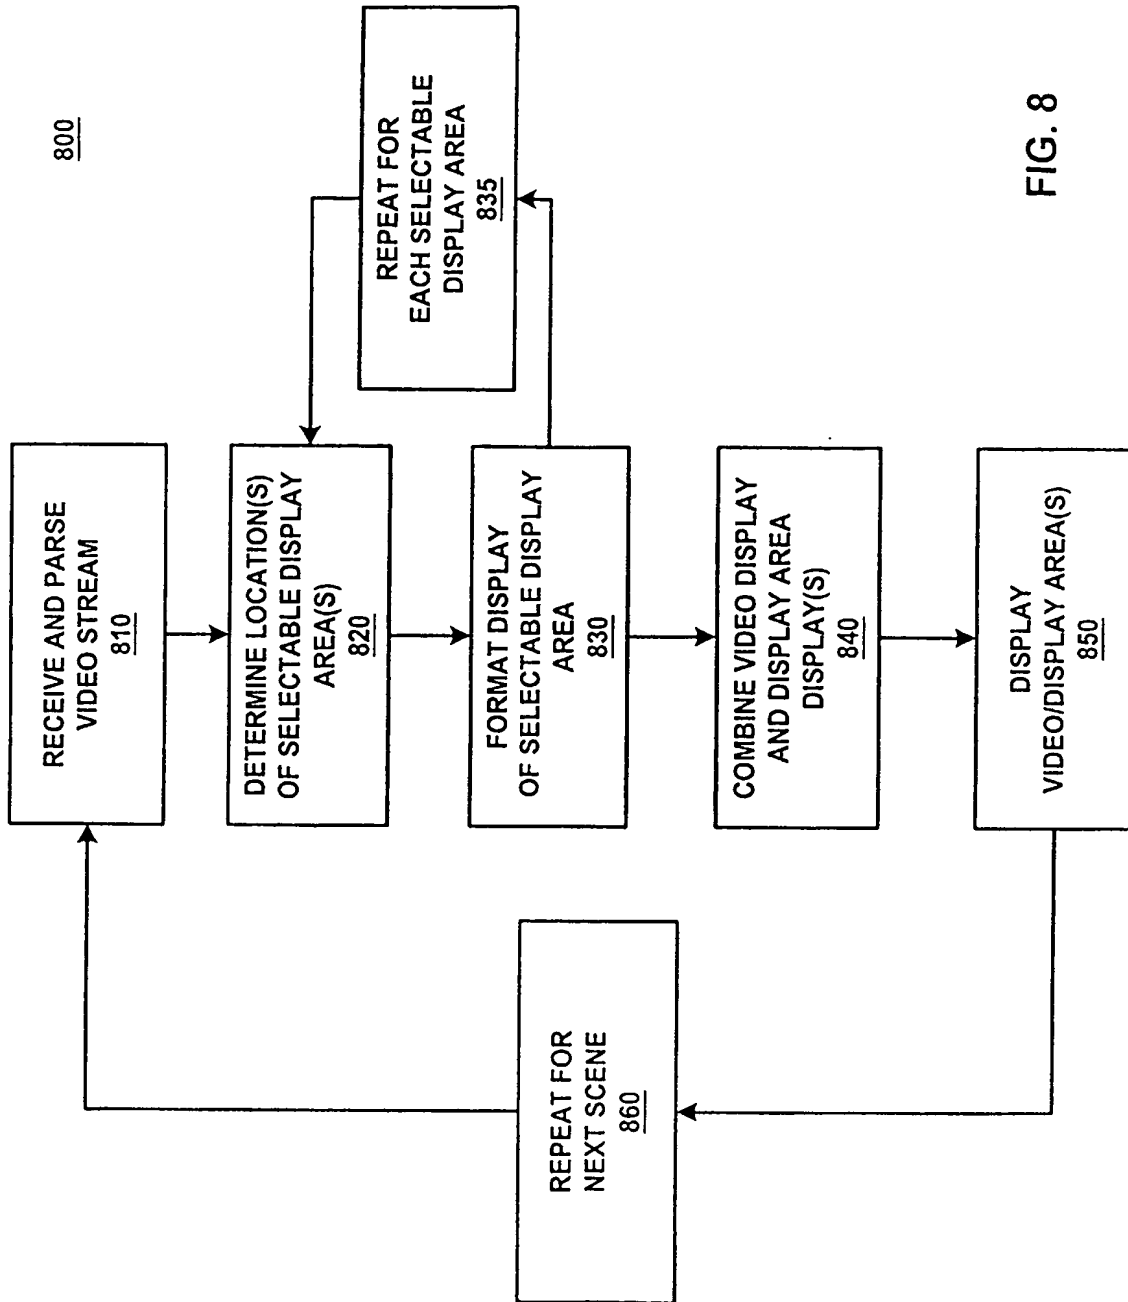 800
RECEIVE AND PARSE
VIDEO STREAM
810
DETERMINE LOCATION(S)
OF SELECTABLE DISPLAY
AREA(S)
820
REPEAT FOR
EACH SELECTABLE
DISPLAY AREA
835
FORMAT DISPLAY
OF SELECTABLE DISPLAY
AREA
830
COMBINE VIDEO DISPLAY
AND DISPLAY AREA
DISPLAY(S)
840
DISPLAY
VIDEO/DISPLAY AREA(S)
850
REPEAT FOR
NEXT SCENE
860
FIG. 8